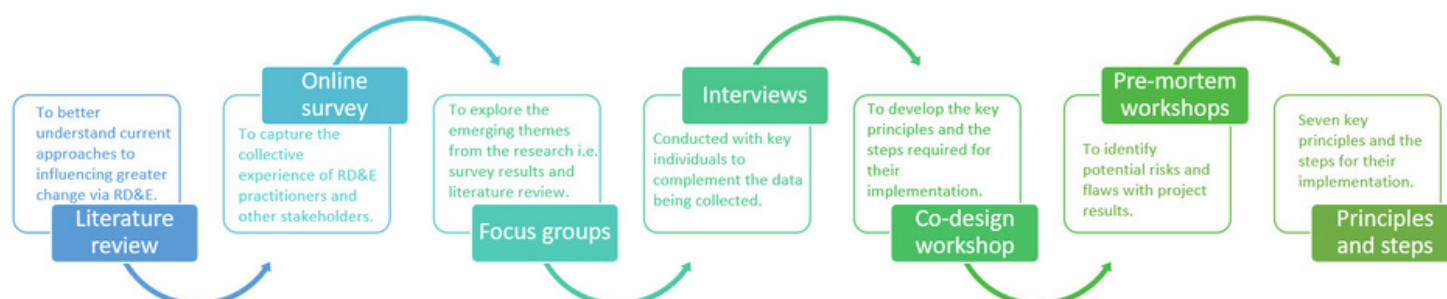 To better
understand current
approaches to
influencing greater
change via RD&E.
Literature
review
Online
survey
To capture the
collective
experience of RD&E
practitioners and
other stakeholders.
To explore the
emerging themes
from the research i.e.
survey results and
literature review.
Focus groups
Interviews
Conducted with key
individuals to
complement the data
being collected.
To develop the key
principles and the
steps required for
their
implementation.
Co-design
workshop
Pre-mortem
workshops
To identify
potential risks and
flaws with project
results.
Seven key
principles and the
steps for their
implementation.
Principles
and steps